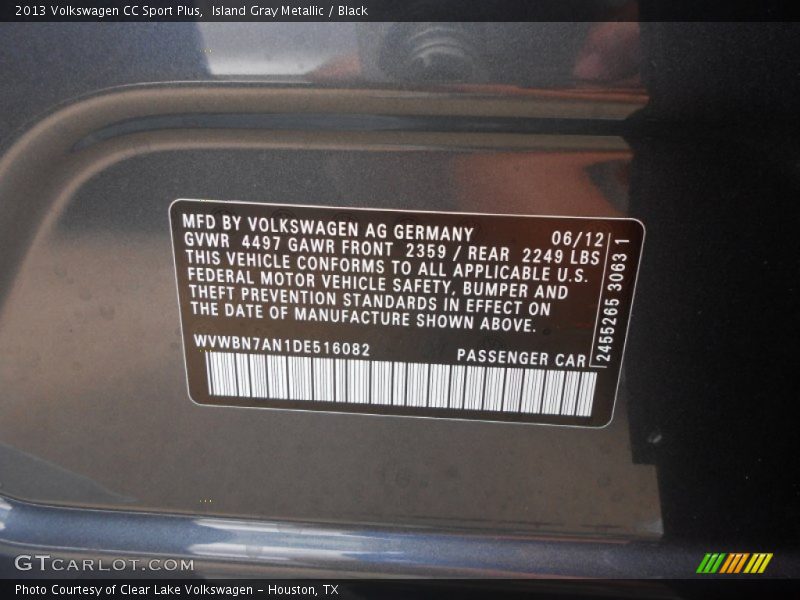 2013 Volkswagen CC Sport Plus,  Island Gray Metallic / Black
MFD BY VOLKSWAGEN AG GERMANY 06/12
GVWR 4497 GAWR FRONT 2359 / REAR 2249 LBS
THIS VEHICLE CONFORMS TO ALL APPLICABLE U.S.
FEDERAL MOTOR VEHICLE SAFETY, BUMPER AND
THEFT PREVENTION STANDARDS IN EFFECT ON
THE DATE OF MANUFACTURE SHOWN ABOVE.
WVWBN7AN1DE516082 PASSENGER CAR
2455265 3063 1
GTCARLOT.COM
Photo Courtesy of Clear Lake Volkswagen - Houston, TX